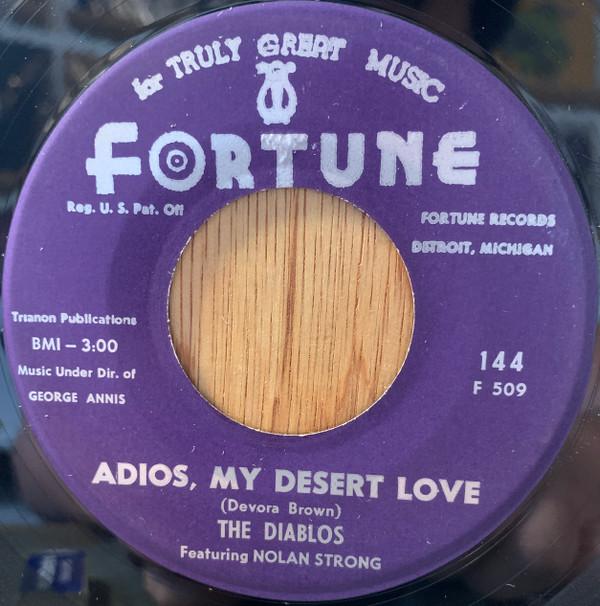 for TRULY GREAT MUSIC
FORTUNE
Reg. U. S. Pat. Off
FORTUNE RECORDS
DETROIT, MICHIGAN
Trianon Publications
BMI – 3:00
Music Under Dir. of
GEORGE ANNIS
144
F 509
ADIOS, MY DESERT LOVE
(Devora Brown)
THE DIABLOS
Featuring NOLAN STRONG